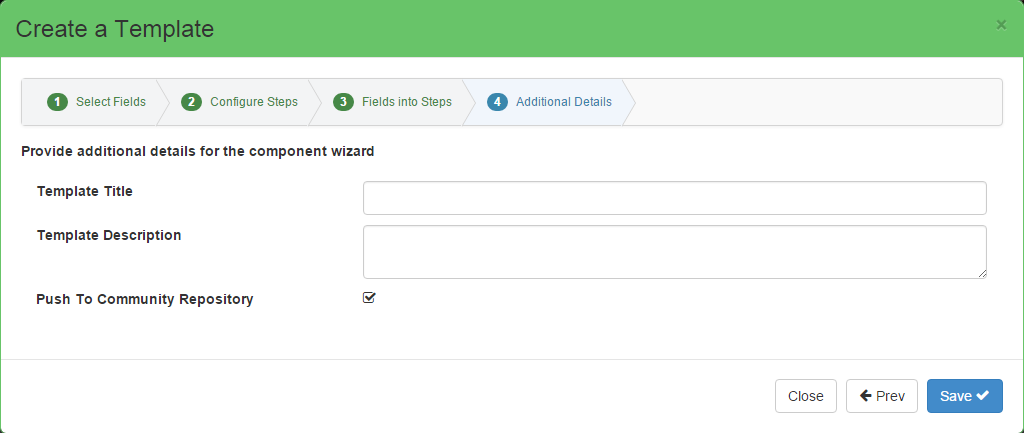 Create a Template
×
1 Select Fields 2 Configure Steps 3 Fields into Steps 4 Additional Details
Provide additional details for the component wizard
Template Title
Template Description
Push To Community Repository
Close Prev Save